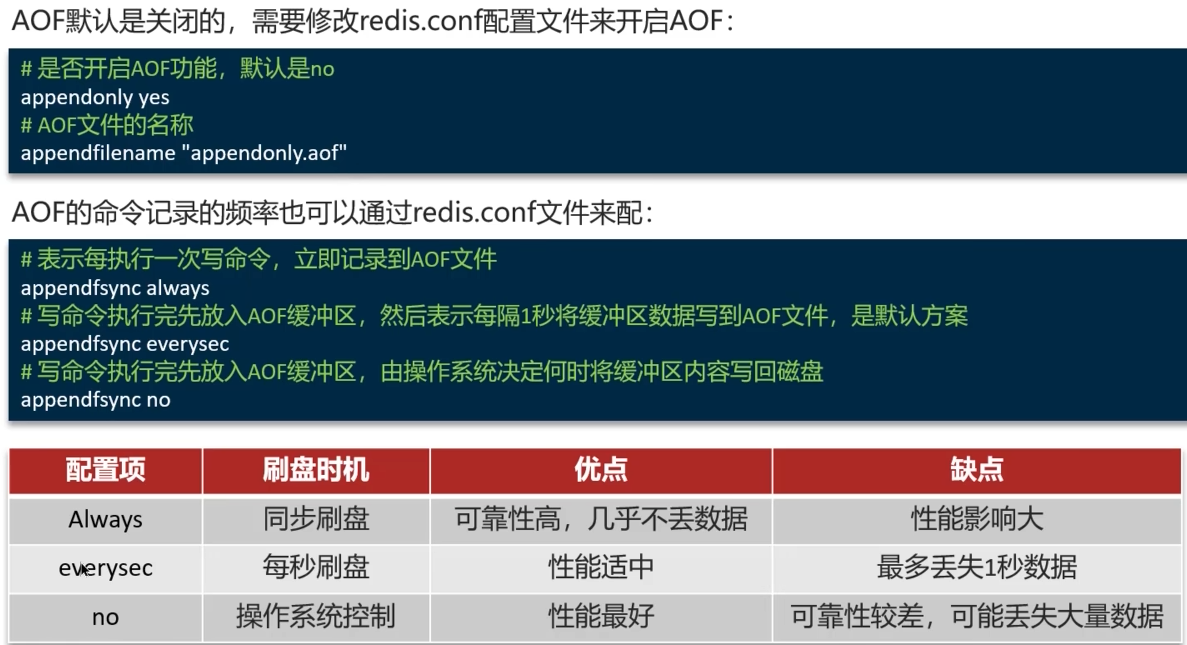 AOF默认是关闭的，需要修改redis.conf配置文件来开启AOF：
# 是否开启AOF功能，默认是no
appendonly yes
# AOF文件的名称
appendfilename "appendonly.aof"
AOF的命令记录的频率也可以通过redis.conf文件来配：
# 表示每执行一次写命令，立即记录到AOF文件
appendfsync always
# 写命令执行完先放入AOF缓冲区，然后表示每隔1秒将缓冲区数据写到AOF文件，是默认方案
appendfsync everysec
# 写命令执行完先放入AOF缓冲区，由操作系统决定何时将缓冲区内容写回磁盘
appendfsync no
配置项 刷盘时机 优点 缺点
Always 同步刷盘 可靠性高，几乎不丢数据 性能影响大
everysec 每秒刷盘 性能适中 最多丢失1秒数据
no 操作系统控制 性能最好 可靠性较差，可能丢失大量数据